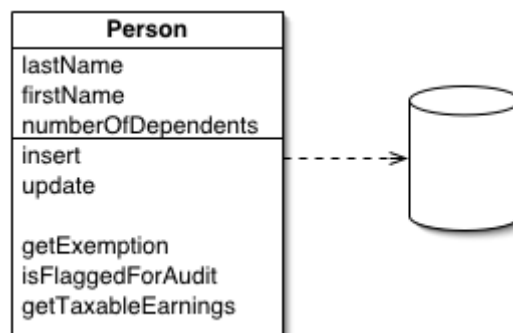 Person
lastName
firstName
numberOfDependents
insert
update
getExemption
isFlaggedForAudit
getTaxableEarnings